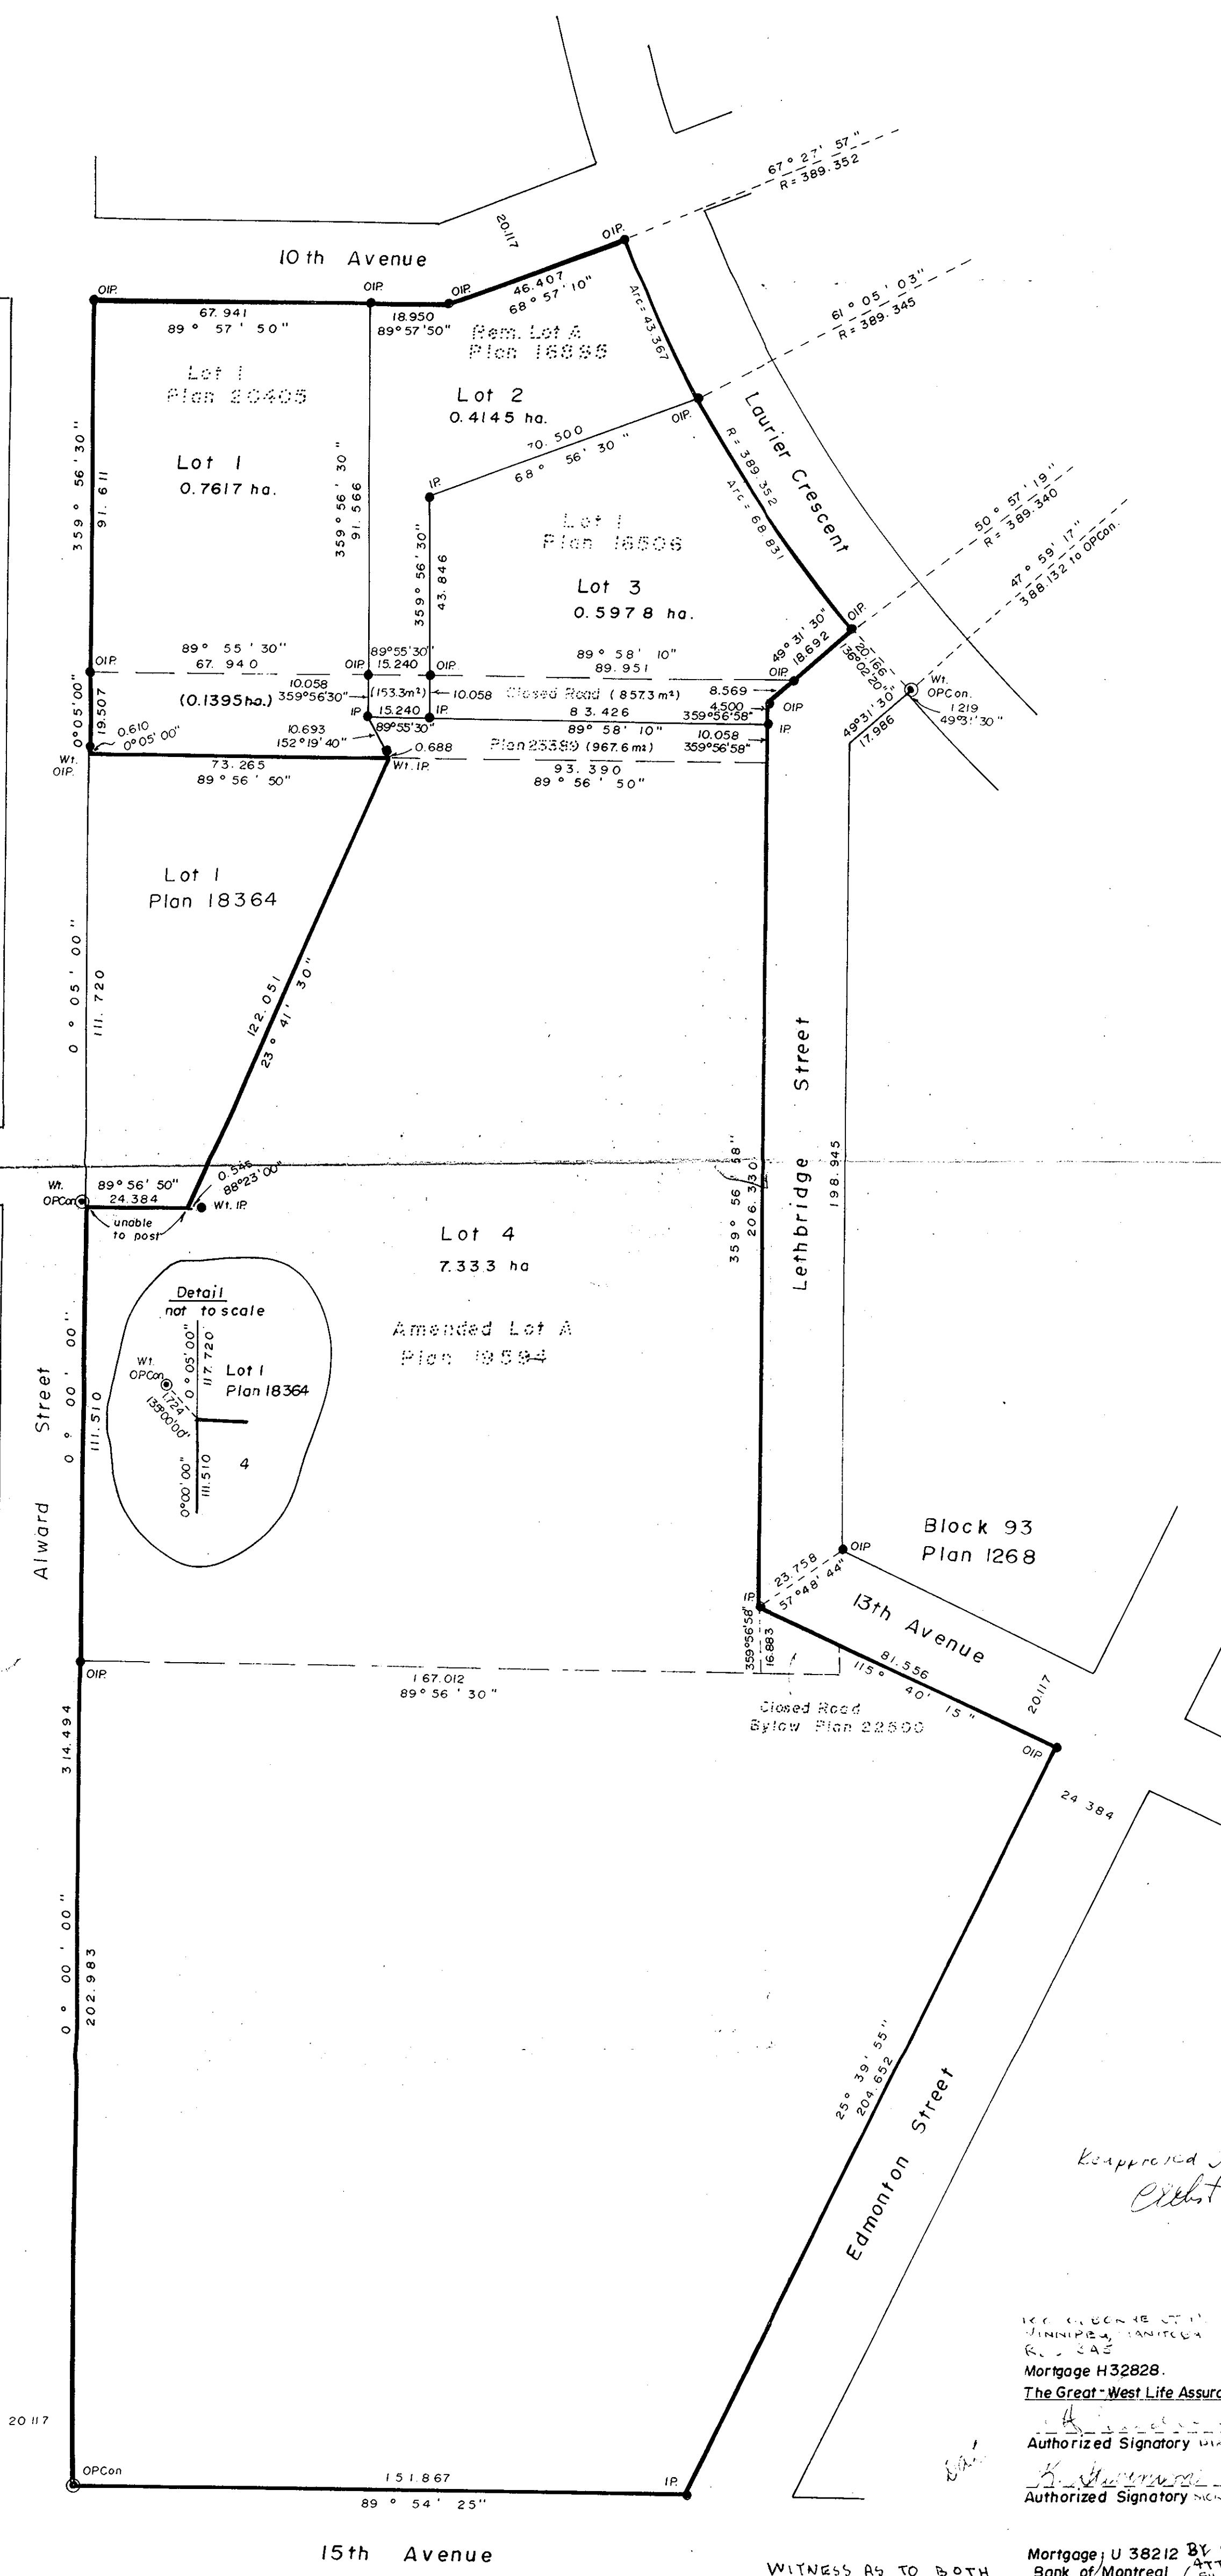 67° 27' 57"
R = 389.352
20.117
OIP.
10th Avenue
46.407
68° 57' 10"
61° 05' 03"
R = 389.345
OIP.
OIP.
OIP.
67.941
89° 57' 50"
18.950
89°57'50"
Arc = 43.367
Rem. Lot A
Plan 16885
Lot 1
Plan 20405
Lot 2
0.4145 ha.
OIP.
Laurier Crescent
70.500
68° 56' 30"
Lot 1
0.7617 ha.
359° 56' 30"
91.611
359° 56' 30"
91.566
IP.
R = 389.352
Arc = 68.831
50° 57' 19"
R = 389.340
47° 59' 17"
388.132 to OPCon.
Lot 1
Plan 16506
359° 56' 30"
43.846
Lot 3
0.5978 ha.
OIP.
49° 31' 30"
18.692
20.166
136°02'20"
Wt.
OPCon.
1.219
49°31'30"
49°31'30"
17.986
89° 55' 30"
67.940
89°55'30"
15.240
89° 58' 10"
89.951
OIP.
OIP.
OIP.
OIP.
0°05'00"
19.507
(0.1395 ha.)
10.058
359°56'30"
(153.3m²)
10.058
Closed Road (857.3 m²)
8.569
4.500
359°56'58"
OIP
IP.
15.240
89°55'30"
IP.
83.426
89° 58' 10"
IP.
0.610
0°05'00"
10.693
152°19'40"
10.058
359°56'58"
0.688
Plan 23389 (967.6 m²)
Wt.
OIP.
73.265
89° 56' 50"
Wt. IP.
93.390
89° 56' 50"
Lot 1
Plan 18364
0° 05' 00"
111.720
122.051
23° 41' 30"
Lethbridge Street
359° 56' 58"
206.330
198.945
Wt.
OPCon
89° 56' 50"
24.384
0.545
88°23'00"
Wt. IP.
unable
to post
Lot 4
7.333 ha
Detail
not to scale
Amended Lot A
Plan 19594
Wt.
OPCon
0° 05' 00"
117.720
Lot 1
Plan 18364
1.724
135°00'00"
0°00'00"
111.510
4
Alward Street
0° 00' 00"
111.510
Block 93
Plan 1268
OIP
23.758
57°48'44"
IP.
13th Avenue
359°56'58"
16.883
81.556
115° 40' 15"
OIP.
167.012
89° 56' 30"
Closed Road
Bylaw Plan 22500
20.117
OIP
24.384
314.494
0° 00' 00"
202.983
25° 39' 55"
204.652
Edmonton Street
Reapproved
WINNIPEG, MANITOBA
Mortgage H32828.
The Great-West Life Assura
Authorized Signatory
Authorized Signatory
20.117
OPCon
151.867
89° 54' 25"
IP.
15th Avenue
WITNESS AS TO BOTH
Mortgage U 38212 BY
Bank of Montreal